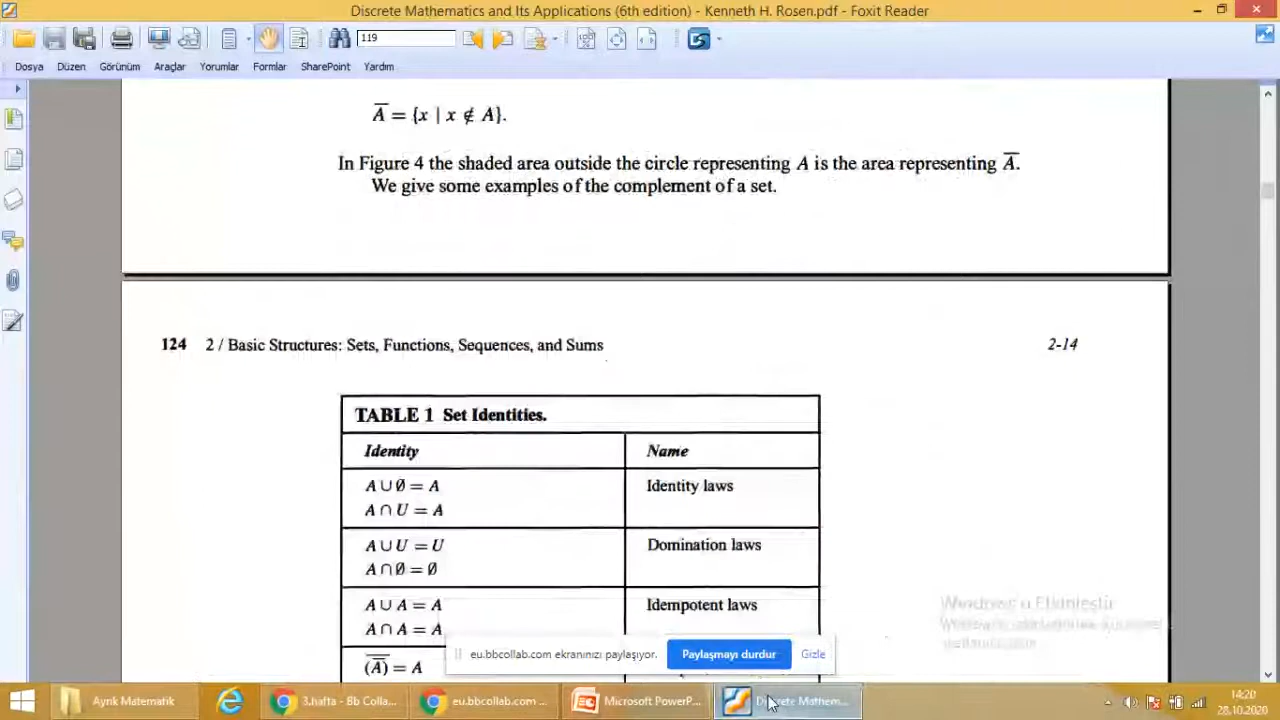 Discrete Mathematics and Its Applications (6th edition) - Kenneth H. Rosen.pdf - Foxit Reader
119
Dosya Düzen Görünüm Araçlar Yorumlar Formlar SharePoint Yardım
A̅ = {x | x ∉ A}.
In Figure 4 the shaded area outside the circle representing A is the area representing A̅.
We give some examples of the complement of a set.
124 2 / Basic Structures: Sets, Functions, Sequences, and Sums 2-14
TABLE 1 Set Identities.
Identity Name
A ∪ Ø = A Identity laws
A ∩ U = A
A ∪ U = U Domination laws
A ∩ Ø = Ø
A ∪ A = A Idempotent laws
A ∩ A = A
(A̅)̅ = A
Windows'u Etkinleştir
eu.bbcollab.com ekranınızı paylaşıyor. Paylaşmayı durdur Gizle
Ayrık Matematik 3.hafta - Bb Colla... eu.bbcollab.com ... Microsoft PowerP... Discrete Mathem...
14:20
28.10.2020